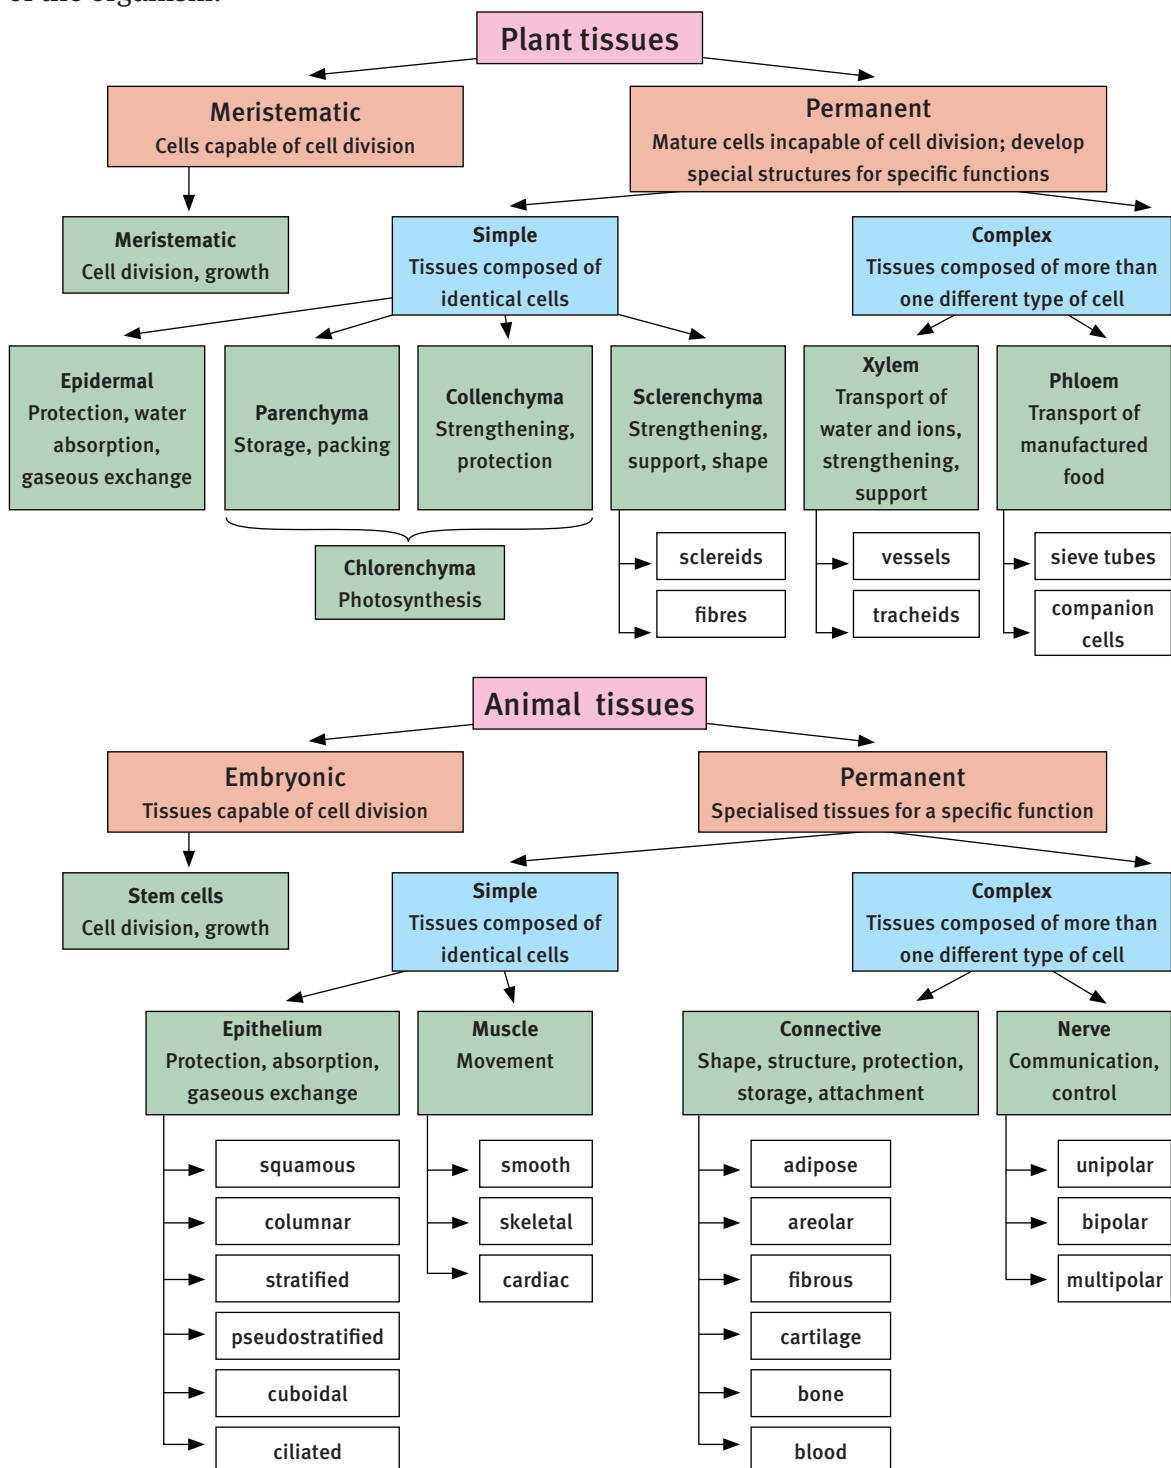 of the organism.
Plant tissues
Meristematic
Cells capable of cell division
Permanent
Mature cells incapable of cell division; develop
special structures for specific functions
Meristematic
Cell division, growth
Simple
Tissues composed of
identical cells
Complex
Tissues composed of more than
one different type of cell
Epidermal
Protection, water
absorption,
gaseous exchange
Parenchyma
Storage, packing
Collenchyma
Strengthening,
protection
Sclerenchyma
Strengthening,
support, shape
Xylem
Transport of
water and ions,
strengthening,
support
Phloem
Transport of
manufactured
food
Chlorenchyma
Photosynthesis
sclereids
fibres
vessels
tracheids
sieve tubes
companion
cells
Animal tissues
Embryonic
Tissues capable of cell division
Permanent
Specialised tissues for a specific function
Stem cells
Cell division, growth
Simple
Tissues composed of
identical cells
Complex
Tissues composed of more than
one different type of cell
Epithelium
Protection, absorption,
gaseous exchange
Muscle
Movement
Connective
Shape, structure, protection,
storage, attachment
Nerve
Communication,
control
squamous
columnar
stratified
pseudostratified
cuboidal
ciliated
smooth
skeletal
cardiac
adipose
areolar
fibrous
cartilage
bone
blood
unipolar
bipolar
multipolar